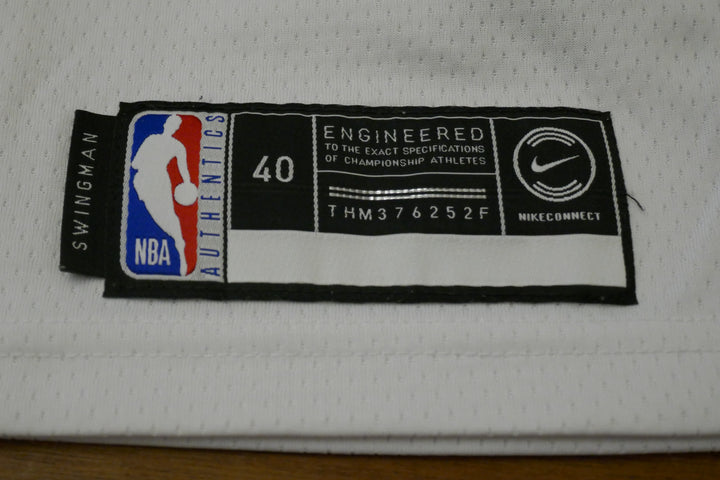 SWINGMAN
NBA
AUTHENTICS
40
ENGINEERED
TO THE EXACT SPECIFICATIONS
OF CHAMPIONSHIP ATHLETES
THM376252F
NIKECONNECT